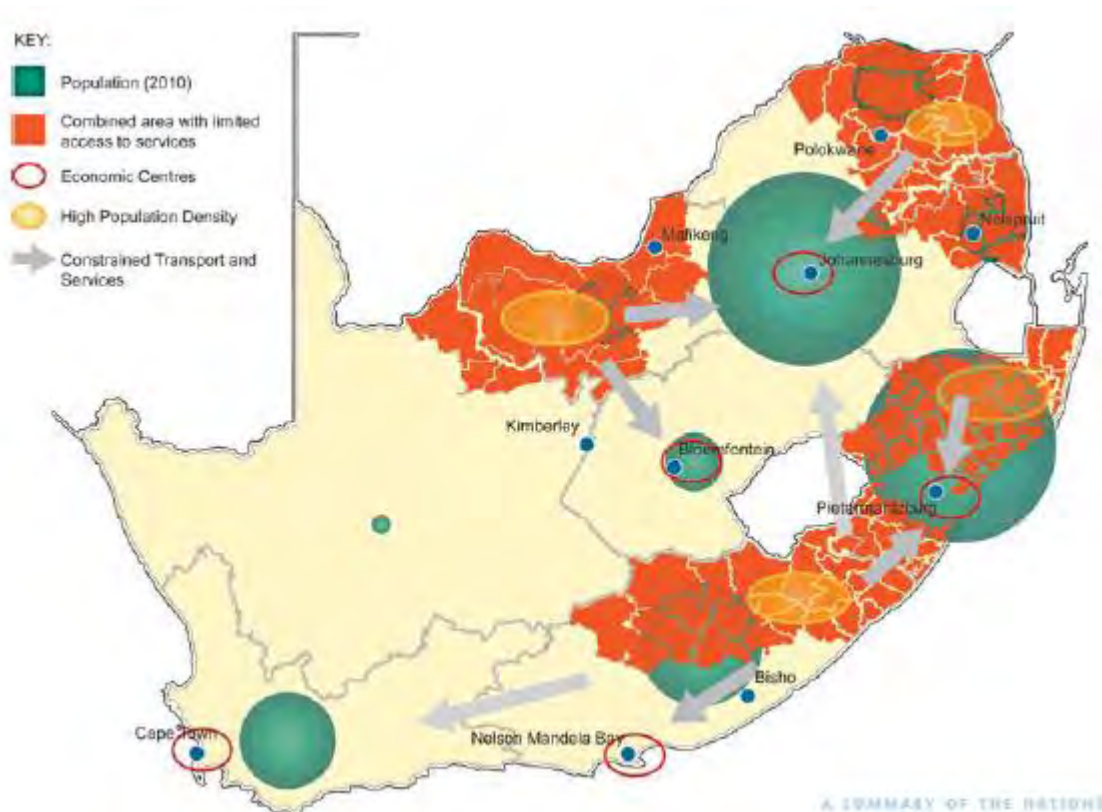 KEY:
Population (2010)
Combined area with limited
access to services
Economic Centres
High Population Density
Constrained Transport and
Services
Polokwane
Nelspruit
Mafikeng
Johannesburg
Kimberley
Bloemfontein
Pietermaritzburg
Bisho
Cape Town
Nelson Mandela Bay
A SUMMARY OF THE NATIONA